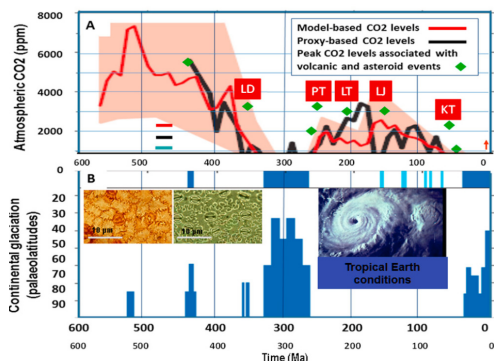 A
8000
6000
4000
2000
Atmospheric CO2 (ppm)
Model-based CO2 levels
Proxy-based CO2 levels
Peak CO2 levels associated with
volcanic and asteroid events
LD
PT
LT
LJ
KT
600 500 400 300 200 100 0
B
0
20
30
40
50
60
70
80
90
Continental glaciation
(palaeolatitudes)
10 µm
10 µm
Tropical Earth
conditions
500 400 300 200 100 0
Time (Ma)